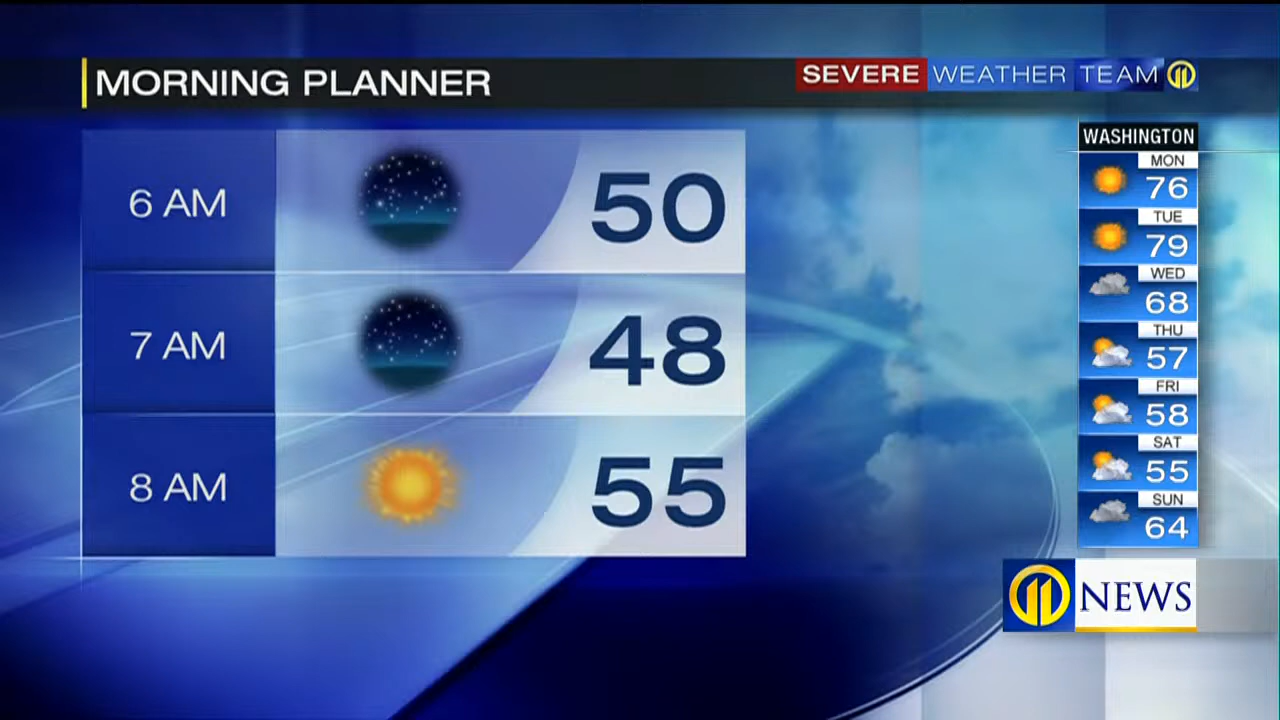 MORNING PLANNER
SEVERE WEATHER TEAM 11
6 AM 50
7 AM 48
8 AM 55
WASHINGTON
MON
76
TUE
79
WED
68
THU
57
FRI
58
SAT
55
SUN
64
11 NEWS